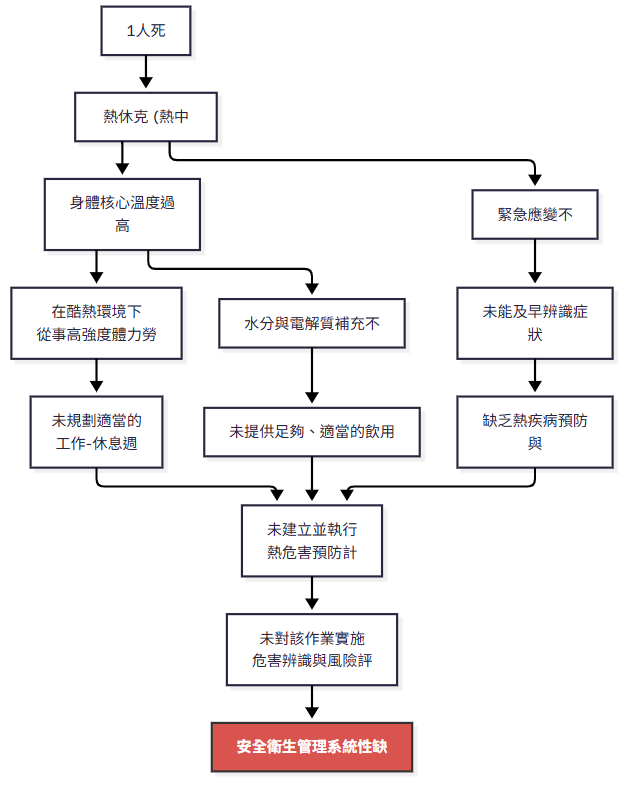 1人死
熱休克 (熱中
身體核心溫度過
高
緊急應變不
在酷熱環境下
從事高強度體力勞
水分與電解質補充不
未能及早辨識症
狀
未規劃適當的
工作-休息週
未提供足夠、適當的飲用
缺乏熱疾病預防
與
未建立並執行
熱危害預防計
未對該作業實施
危害辨識與風險評
安全衛生管理系統性缺